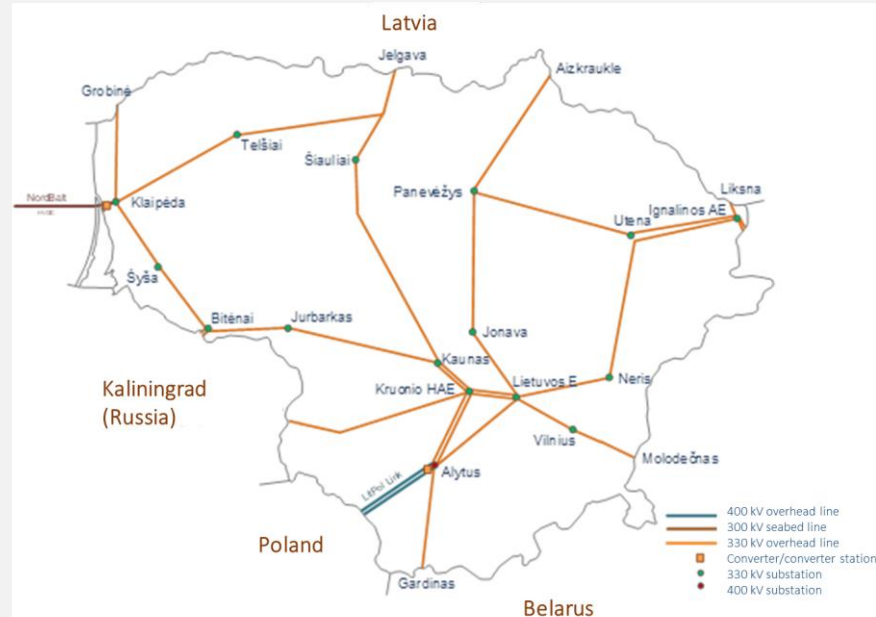 Latvia
Jelgava
Aizkraukle
Grobinė
Telšiai
Šiauliai
Panevėžys
Liksna
Ignalinos AE
Utena
NordBalt
HVDC
Klaipėda
Šyša
Bitėnai
Jurbarkas
Jonava
Kaunas
Kruonio HAE
Lietuvos E
Neris
Kaliningrad
(Russia)
Vilnius
Molodečnas
LitPol Link
Alytus
Poland
Gardinas
Belarus
400 kV overhead line
300 kV seabed line
330 kV overhead line
Converter/converter station
330 kV substation
400 kV substation